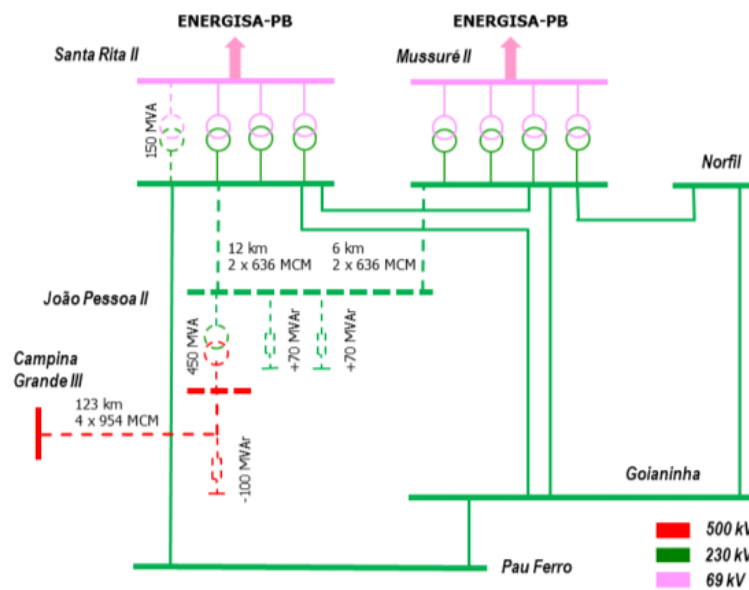 ENERGISA-PB
ENERGISA-PB
Santa Rita II
Mussuré II
150 MVA
Norfil
12 km
2 x 636 MCM
6 km
2 x 636 MCM
João Pessoa II
450 MVA
+70 MVAr
+70 MVAr
Campina
Grande III
123 km
4 x 954 MCM
-100 MVAr
Goianinha
500 kV
230 kV
69 kV
Pau Ferro